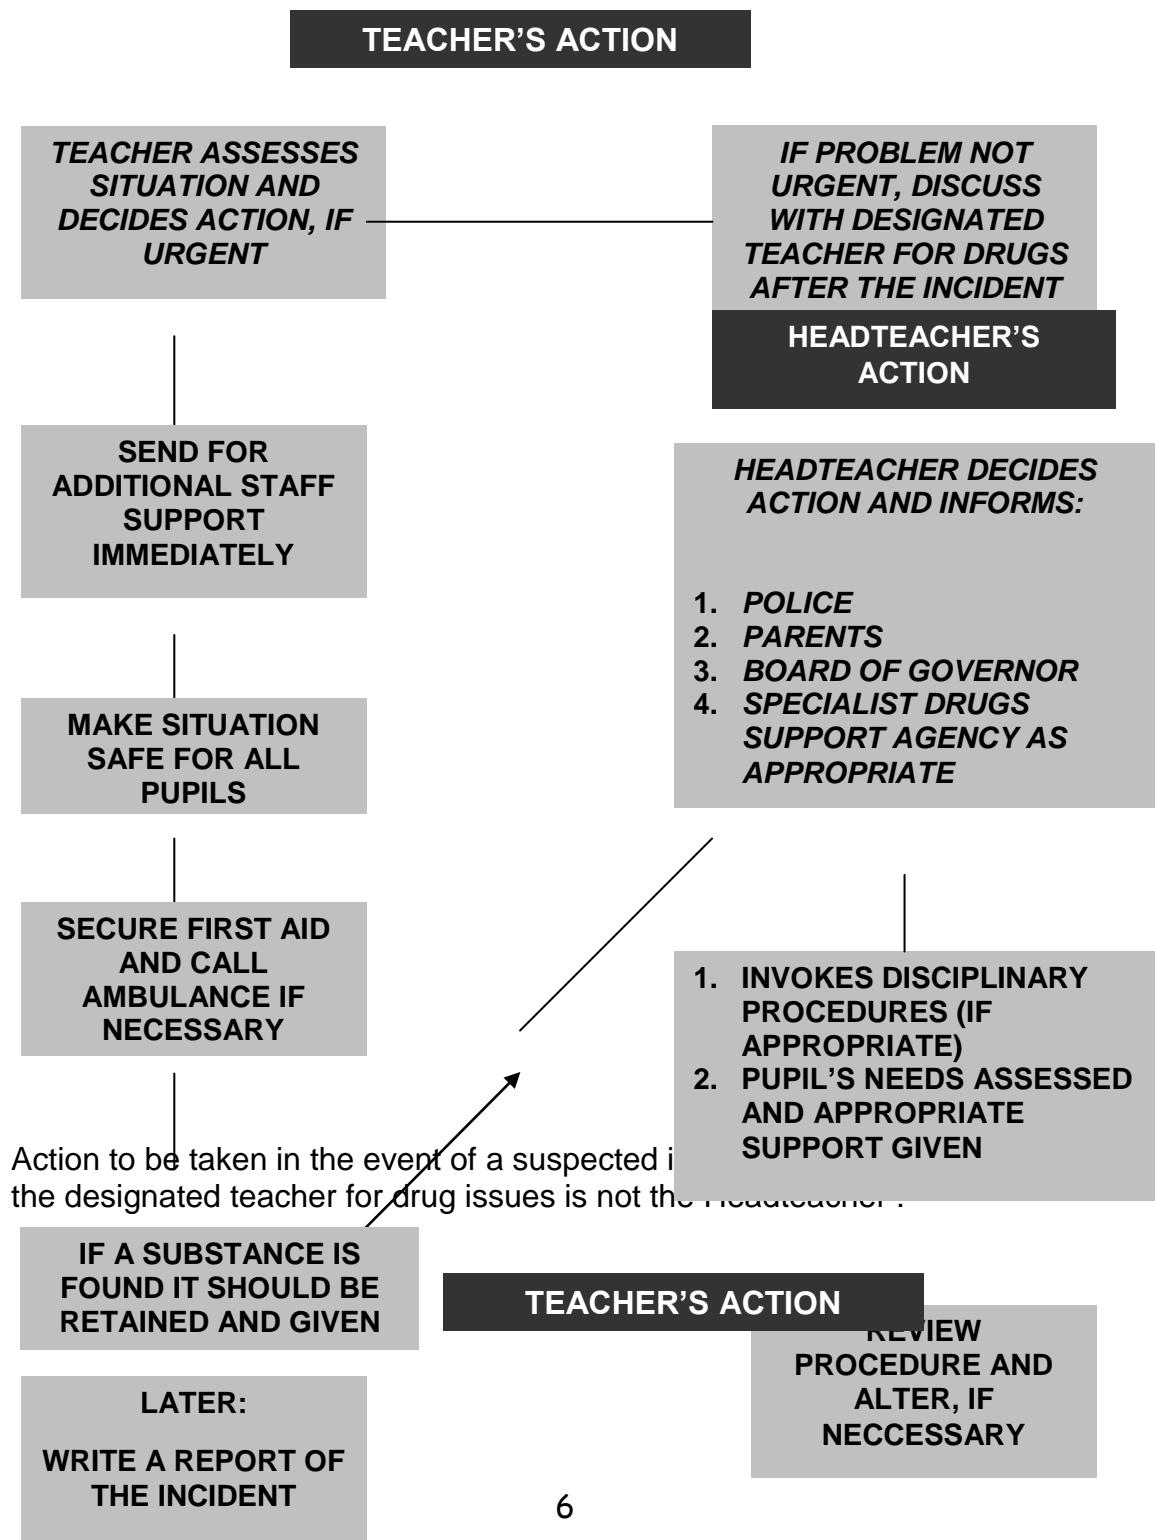 TEACHER'S ACTION
TEACHER ASSESSES
SITUATION AND
DECIDES ACTION, IF
URGENT
IF PROBLEM NOT
URGENT, DISCUSS
WITH DESIGNATED
TEACHER FOR DRUGS
AFTER THE INCIDENT
HEADTEACHER'S
ACTION
SEND FOR
ADDITIONAL STAFF
SUPPORT
IMMEDIATELY
HEADTEACHER DECIDES
ACTION AND INFORMS:
1. POLICE
2. PARENTS
3. BOARD OF GOVERNOR
4. SPECIALIST DRUGS
SUPPORT AGENCY AS
APPROPRIATE
MAKE SITUATION
SAFE FOR ALL
PUPILS
SECURE FIRST AID
AND CALL
AMBULANCE IF
NECESSARY
1. INVOKES DISCIPLINARY
PROCEDURES (IF
APPROPRIATE)
2. PUPIL'S NEEDS ASSESSED
AND APPROPRIATE
SUPPORT GIVEN
Action to be taken in the event of a suspected
the designated teacher for drug issues is not the
IF A SUBSTANCE IS
FOUND IT SHOULD BE
RETAINED AND GIVEN
TEACHER'S ACTION
REVIEW
PROCEDURE AND
ALTER, IF
NECCESSARY
LATER:
WRITE A REPORT OF
THE INCIDENT
6